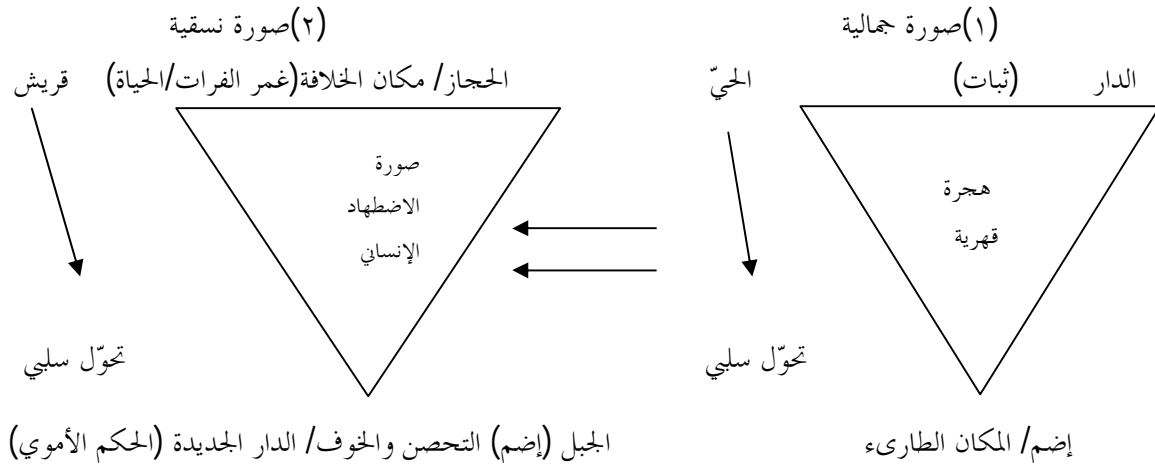 (١)صورة جمالية
(٢)صورة نسقية
الدار (ثبات) الحيّ
الحجاز/ مكان الخلافة(غمر الفرات/الحياة) قريش
هجرة
قهرية
صورة
الاضطهاد
الإنساني
تحوّل سلبي
تحوّل سلبي
إضم/ المكان الطارىء
الجبل (إضم) التحصن والخوف/ الدار الجديدة (الحكم الأموي)